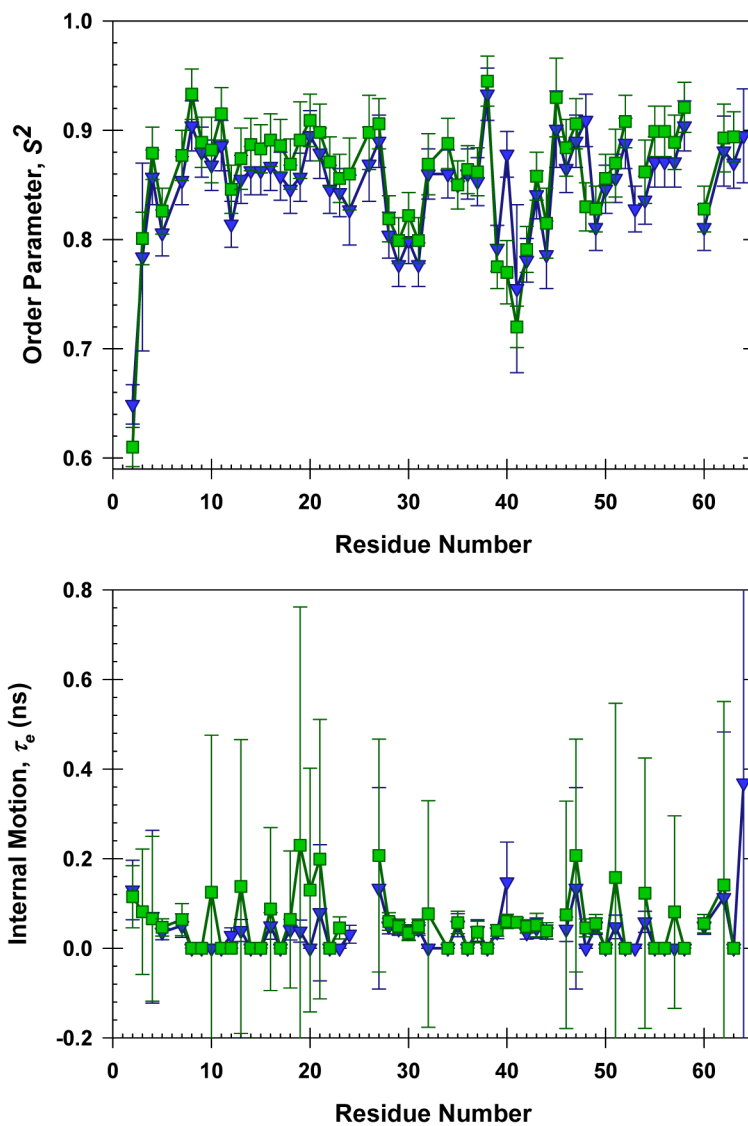 1.0
0.9
0.8
0.7
0.6
Order Parameter, S²
0 10 20 30 40 50 60
Residue Number
0.8
0.6
0.4
0.2
0.0
-0.2
Internal Motion, τe (ns)
0 10 20 30 40 50 60
Residue Number